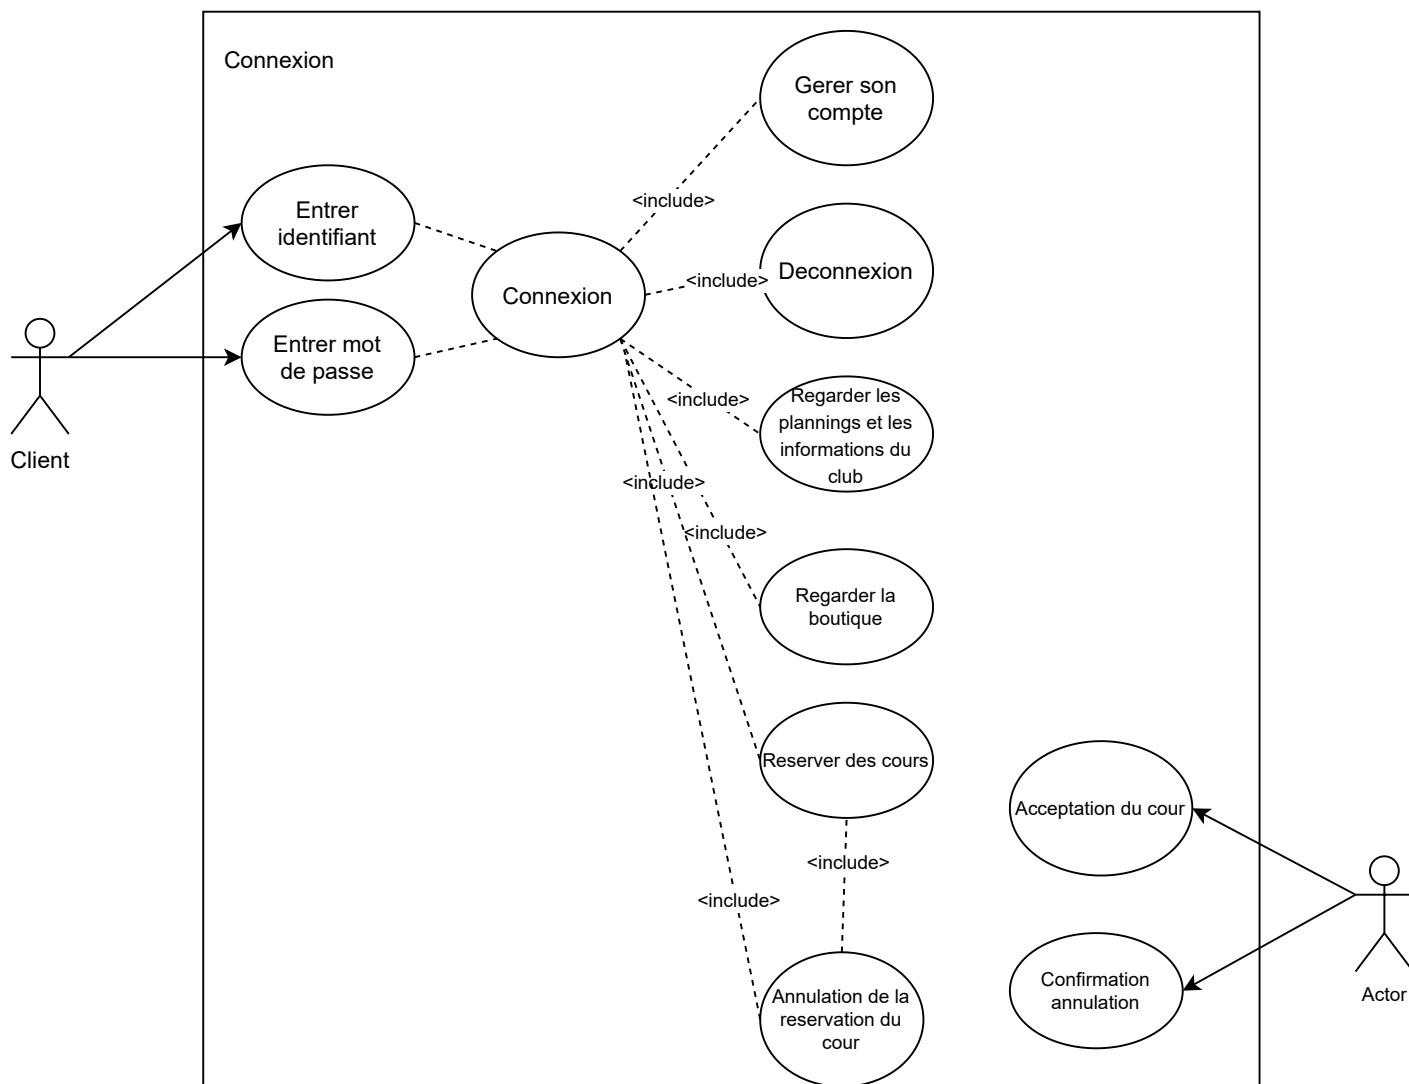 Connexion
Gerer son
compte
<include>
Entrer
identifiant
Deconnexion
<include>
Connexion
Entrer mot
de passe
Client
<include>
Regarder les
plannings et les
informations du
club
<include>
<include>
Regarder la
boutique
Reserver des cours
Acceptation du cour
<include>
<include>
Annulation de la
reservation du
cour
Confirmation
annulation
Actor